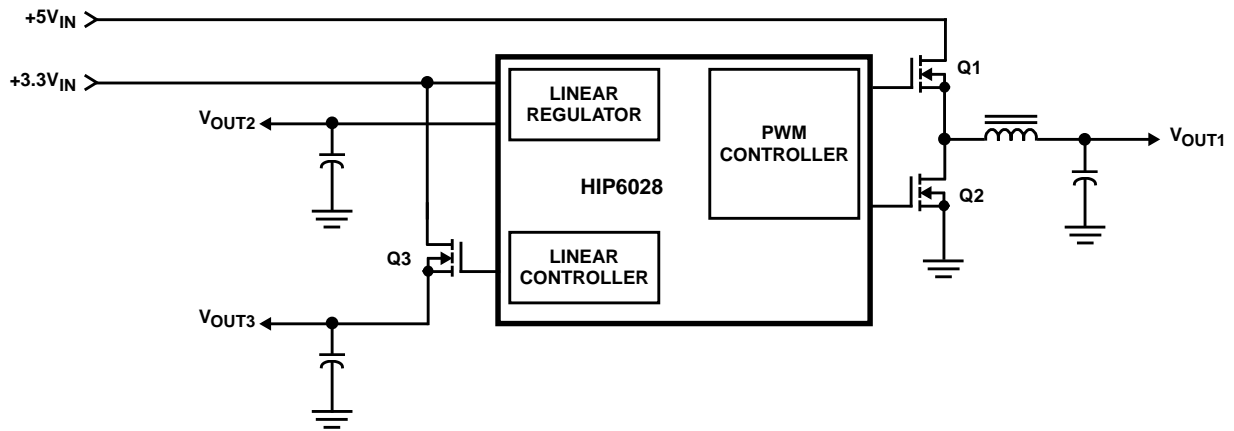 +5VIN
+3.3VIN
VOUT2
VOUT3
Q3
LINEAR
REGULATOR
HIP6028
LINEAR
CONTROLLER
PWM
CONTROLLER
Q1
Q2
VOUT1